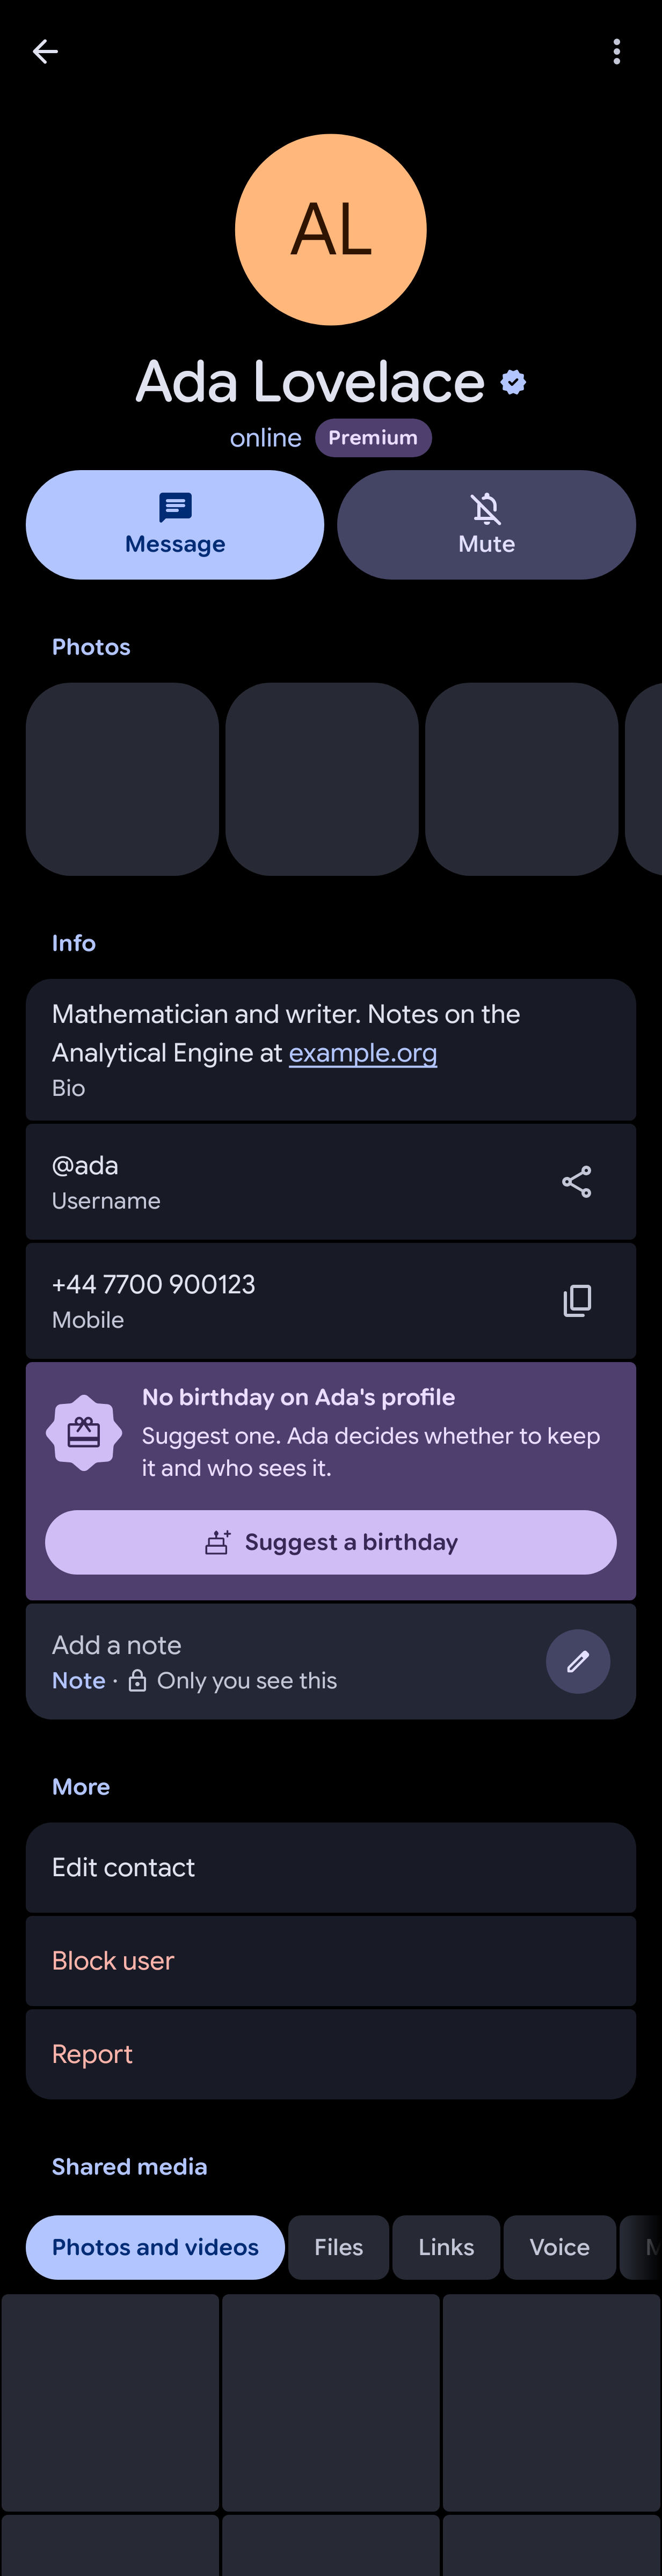 AL
Ada Lovelace
online Premium
Message Mute
Photos
Info
Mathematician and writer. Notes on the
Analytical Engine at example.org
Bio
@ada
Username
+44 7700 900123
Mobile
No birthday on Ada's profile
Suggest one. Ada decides whether to keep
it and who sees it.
Suggest a birthday
Add a note
Note · Only you see this
More
Edit contact
Block user
Report
Shared media
Photos and videos Files Links Voice